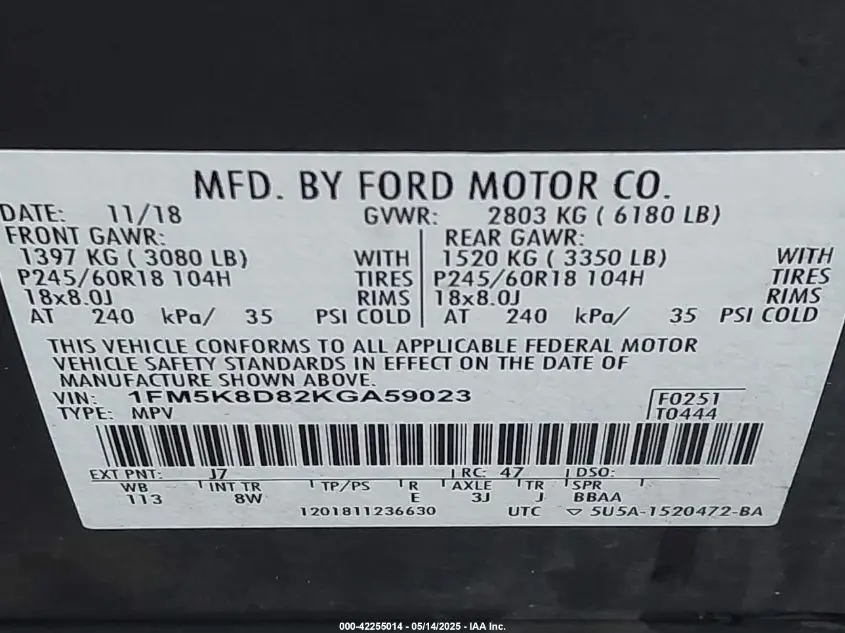 MFD. BY FORD MOTOR CO.
DATE: 11/18 GVWR: 2803 KG ( 6180 LB)
FRONT GAWR: REAR GAWR:
1397 KG ( 3080 LB) WITH 1520 KG ( 3350 LB) WITH
P245/60R18 104H TIRES P245/60R18 104H TIRES
18x8.0J RIMS 18x8.0J RIMS
AT 240 kPa/ 35 PSI COLD AT 240 kPa/ 35 PSI COLD
THIS VEHICLE CONFORMS TO ALL APPLICABLE FEDERAL MOTOR
VEHICLE SAFETY STANDARDS IN EFFECT ON THE DATE OF
MANUFACTURE SHOWN ABOVE.
VIN: 1FM5K8D82KGA59023 F0251
TYPE: MPV T0444
EXT PNT: J7 RC: 47 DSO:
WB INT TR TP/PS R AXLE TR SPR
113 8W E 3J J BBAA
1201811236630 UTC ▽ 5U5A-1520472-BA
000-42255014 - 05/14/2025 - IAA Inc.